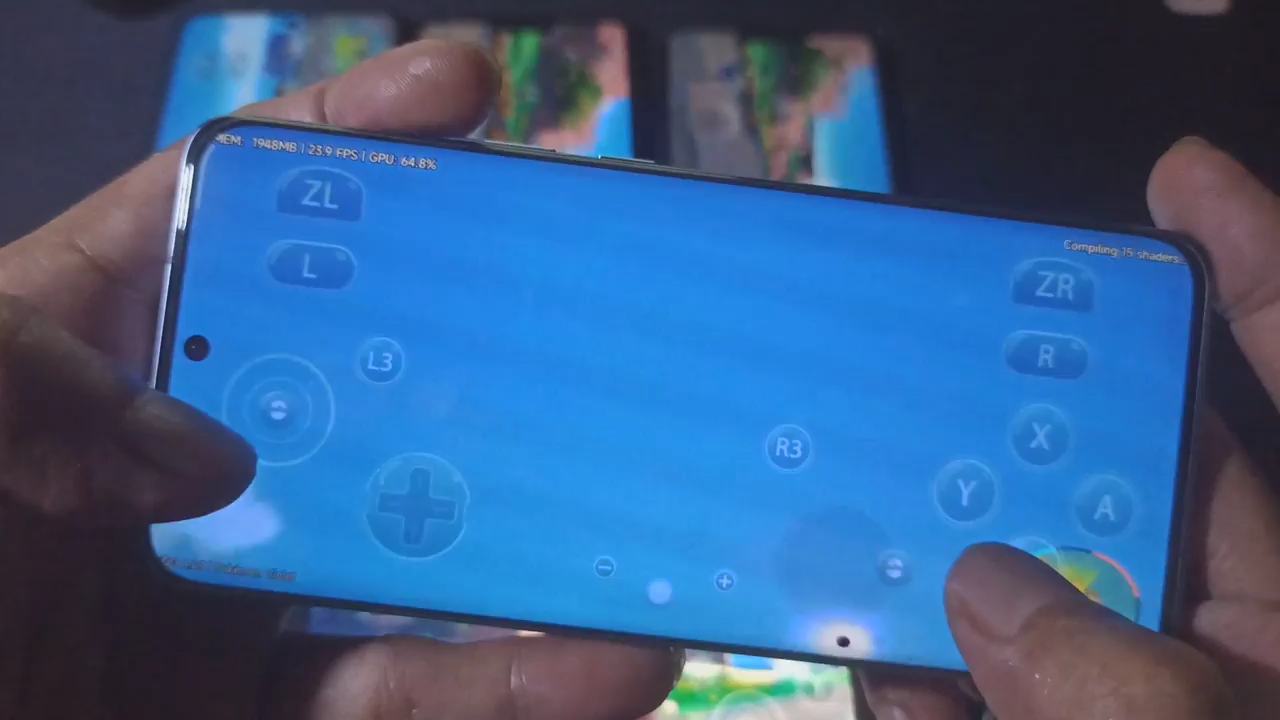 MEM: 1948MB | 23.9 FPS | GPU: 64.8%
Compiling 15 shaders...
ZL
L
L3
ZR
R
X
R3
Y
A